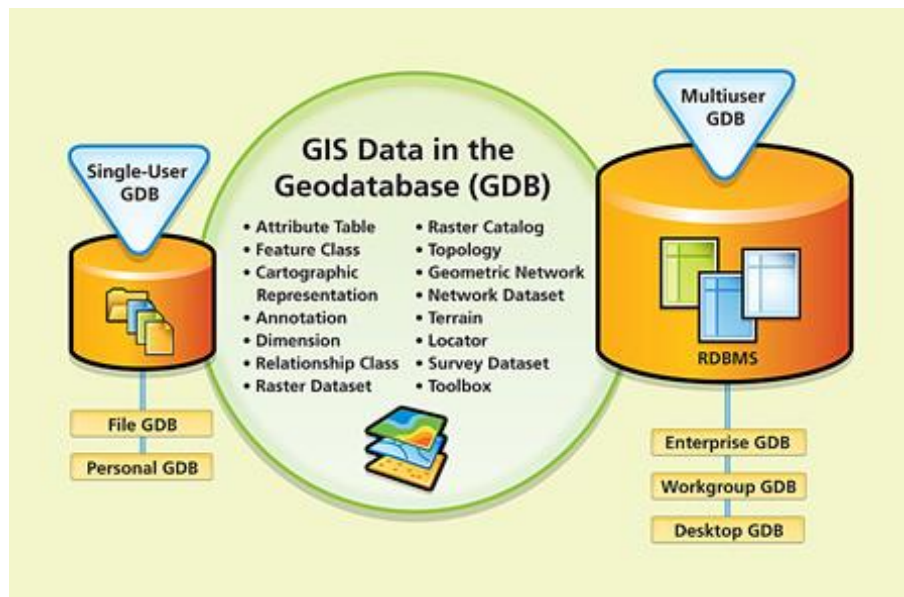 Single-User
GDB
File GDB
Personal GDB
GIS Data in the
Geodatabase (GDB)
• Attribute Table
• Feature Class
• Cartographic
Representation
• Annotation
• Dimension
• Relationship Class
• Raster Dataset
• Raster Catalog
• Topology
• Geometric Network
• Network Dataset
• Terrain
• Locator
• Survey Dataset
• Toolbox
Multiuser
GDB
RDBMS
Enterprise GDB
Workgroup GDB
Desktop GDB